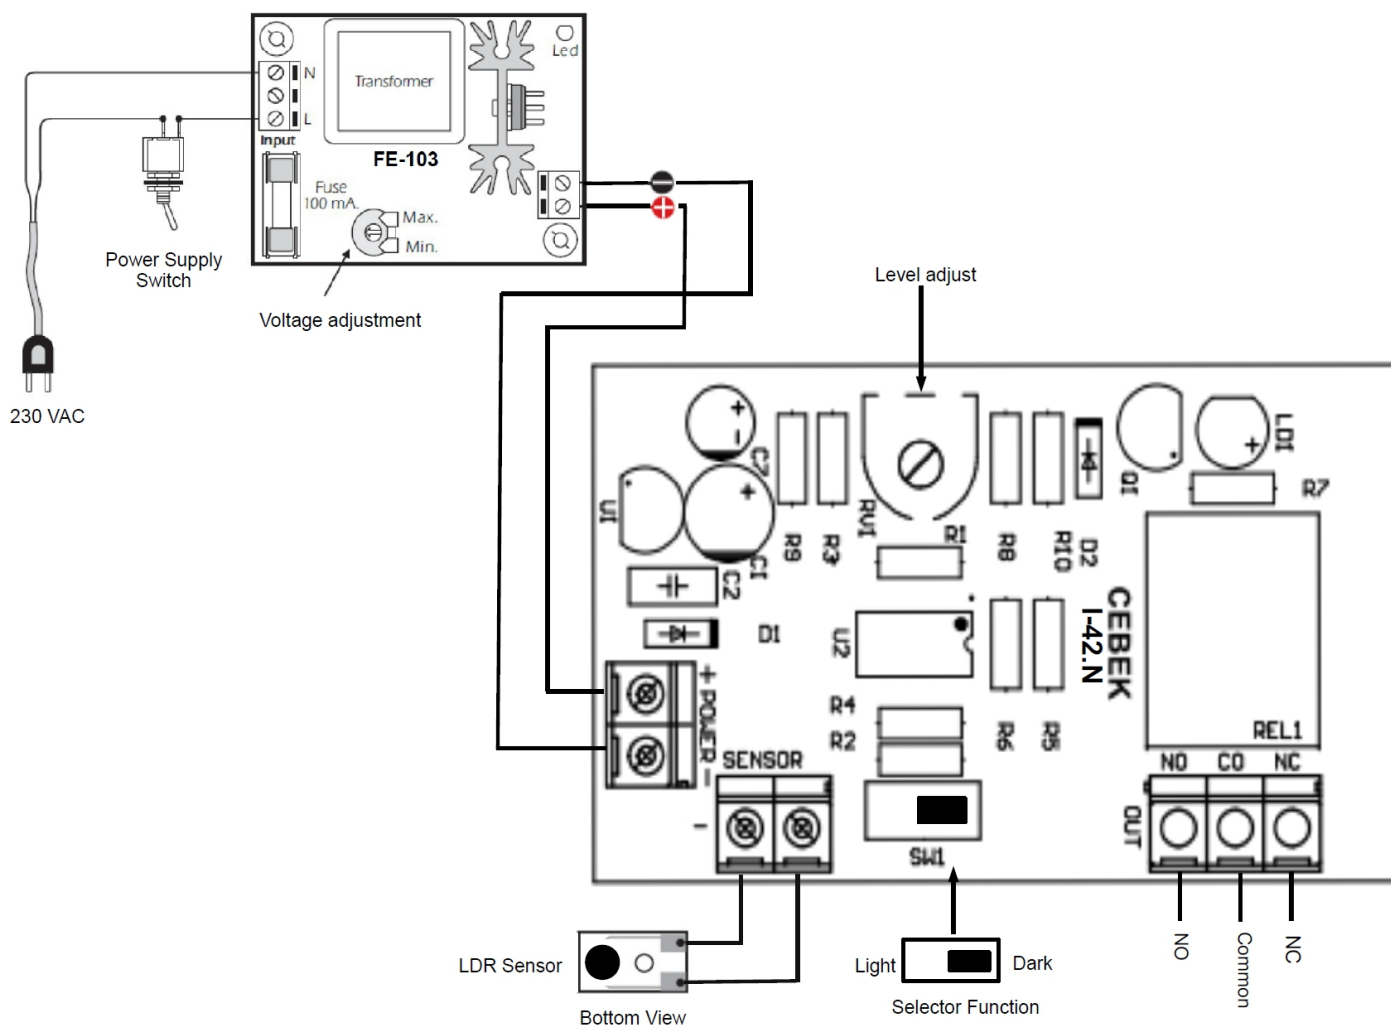 Led
N
Transformer
L
Input
FE-103
Fuse
100 mA.
Max.
Min.
Power Supply
Switch
Voltage adjustment
230 VAC
Level adjust
+
-
C7
+
C1
U1
C2
D1
R9
R3
RV1
R1
R8
R10
D2
Q1
LD1
+
R7
U2
CEBEK
I-42.N
R4
R2
R6
R5
REL1
+ POWER -
SENSOR
-
SW1
NO CO NC
OUT
NO
Common
NC
LDR Sensor
Bottom View
Light
Dark
Selector Function